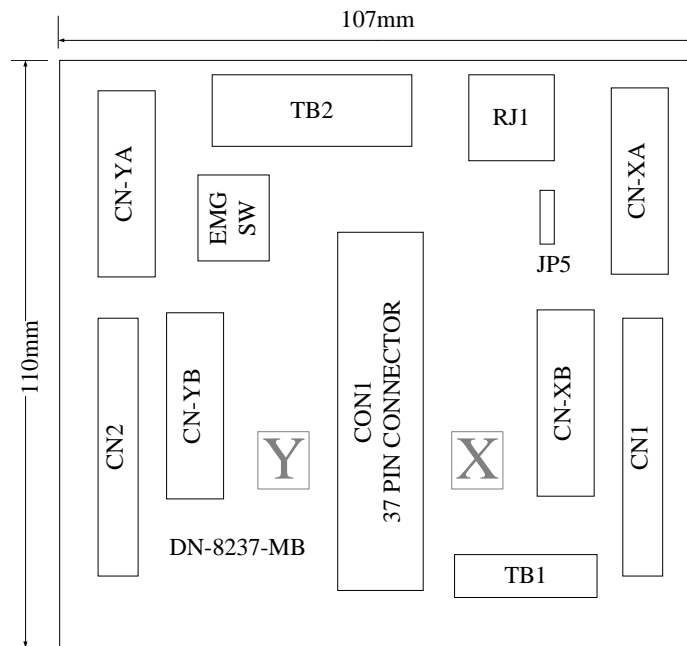 107mm
TB2
RJ1
CN-YA
CN-XA
EMG
SW
JP5
110mm
CN-YB
CON1
37 PIN CONNECTOR
CN-XB
CN2
Y
X
CN1
DN-8237-MB
TB1